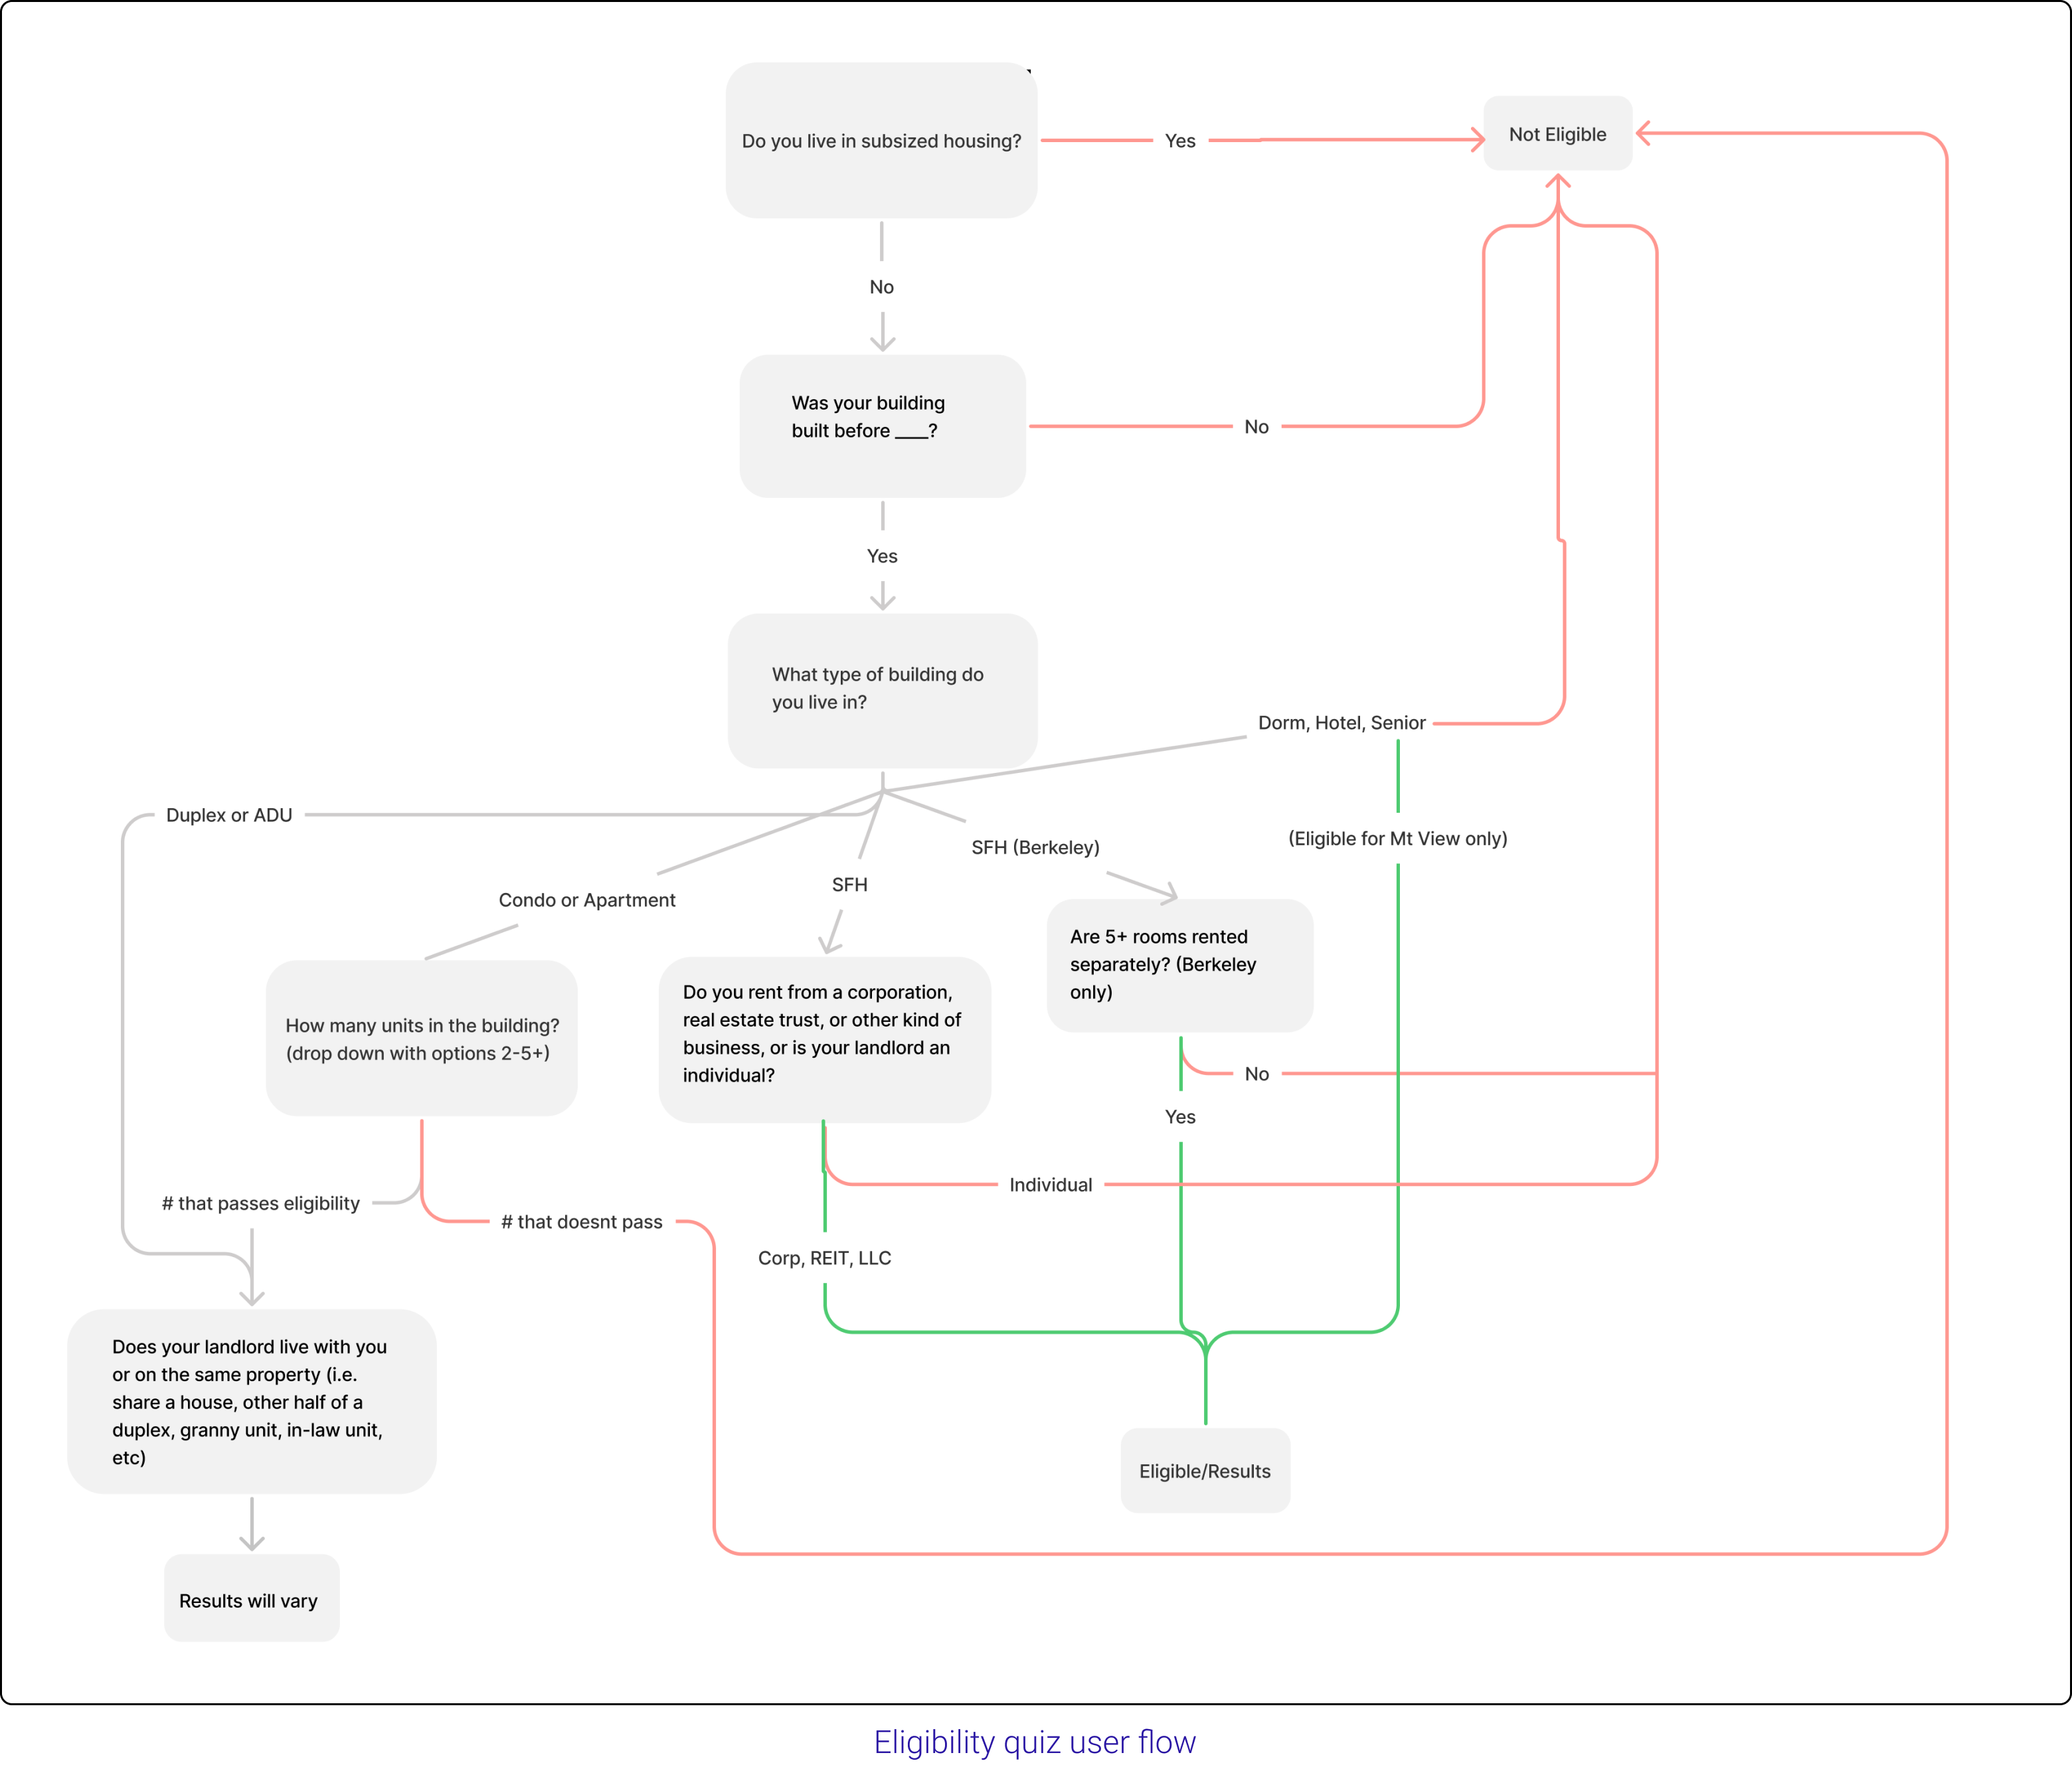 Do you live in subsized housing?
Yes
Not Eligible
No
Was your building
built before ____?
No
Yes
What type of building do
you live in?
Dorm, Hotel, Senior
Duplex or ADU
(Eligible for Mt View only)
SFH (Berkeley)
SFH
Condo or Apartment
Are 5+ rooms rented
separately? (Berkeley
only)
Do you rent from a corporation,
real estate trust, or other kind of
business, or is your landlord an
individual?
How many units in the building?
(drop down with options 2-5+)
No
Yes
Individual
# that passes eligibility
# that doesnt pass
Corp, REIT, LLC
Does your landlord live with you
or on the same property (i.e.
share a house, other half of a
duplex, granny unit, in-law unit,
etc)
Eligible/Results
Results will vary
Eligibility quiz user flow